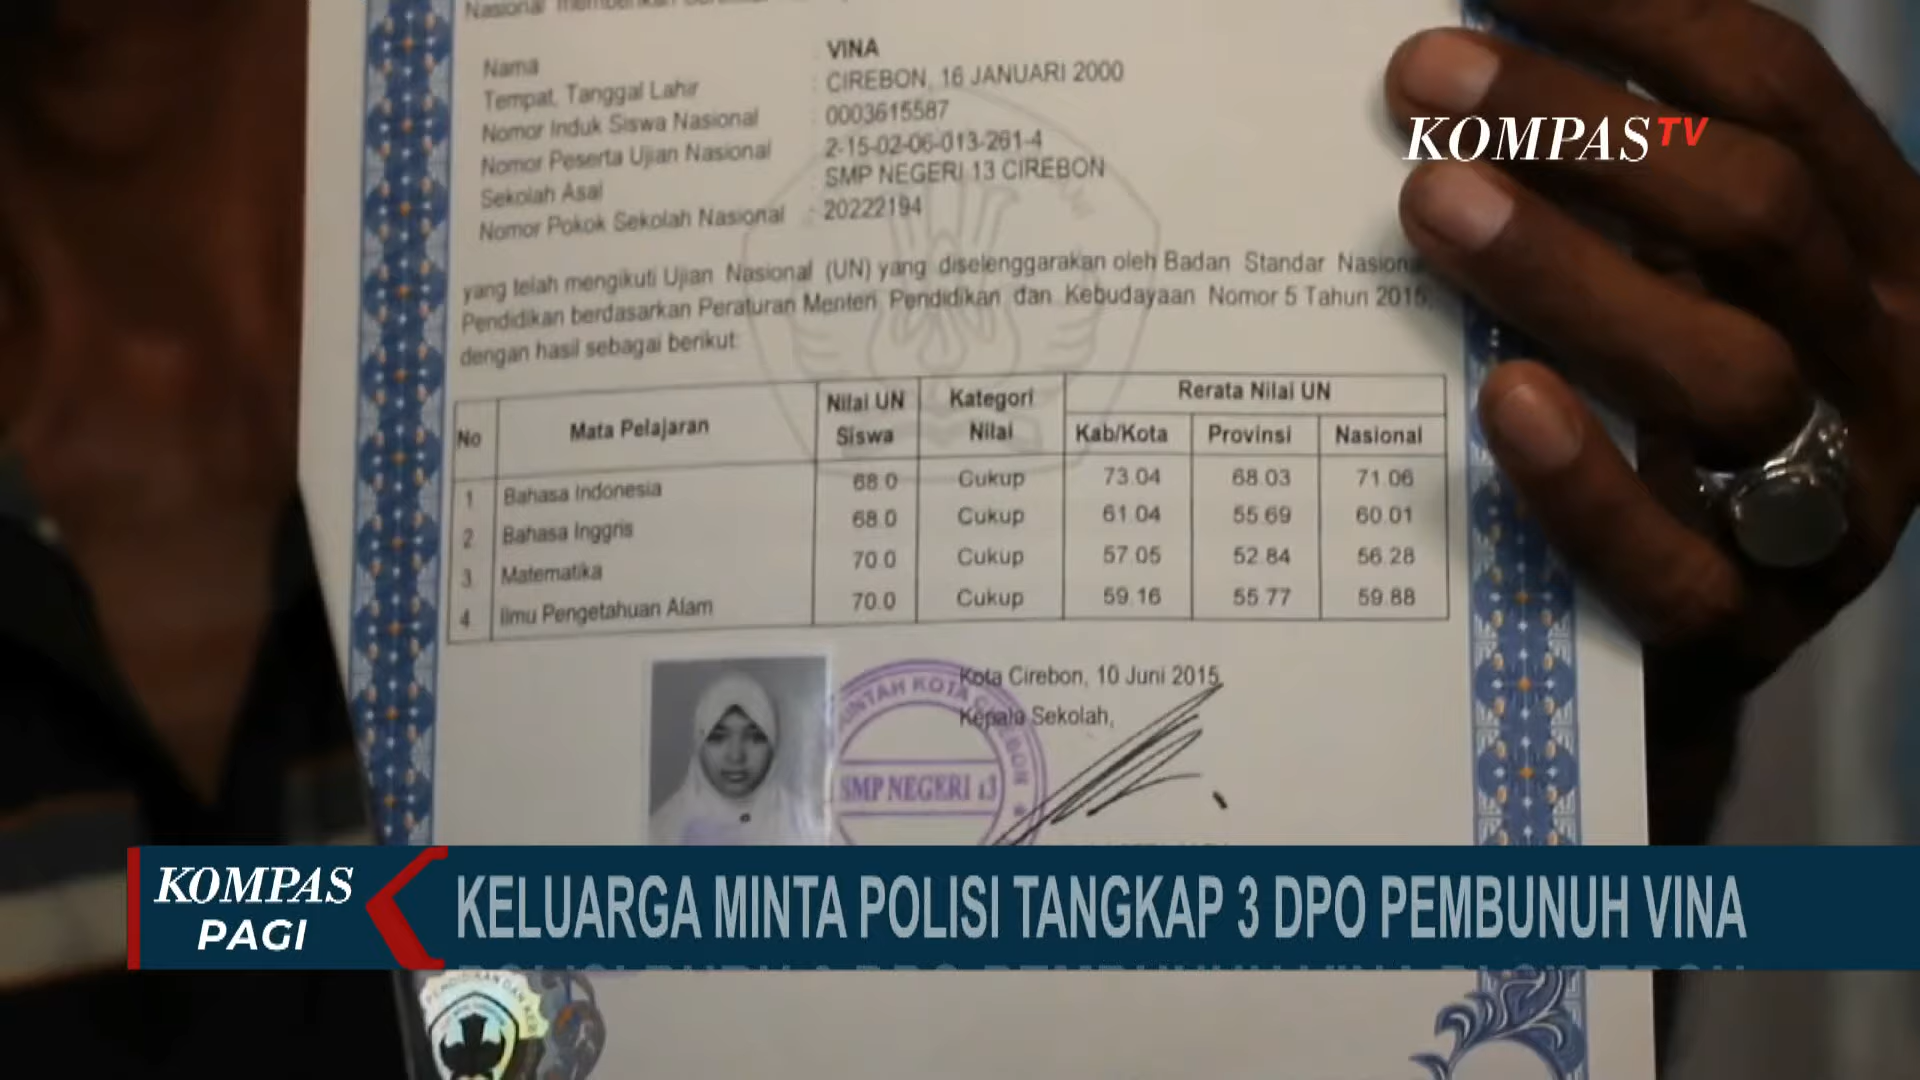 Nasional memberikan
Nama : VINA
Tempat, Tanggal Lahir : CIREBON, 16 JANUARI 2000
Nomor Induk Siswa Nasional : 0003615587
Nomor Peserta Ujian Nasional : 2-15-02-06-013-261-4
Sekolah Asal : SMP NEGERI 13 CIREBON
Nomor Pokok Sekolah Nasional : 20222194
KOMPAS TV
yang telah mengikuti Ujian Nasional (UN) yang diselenggarakan oleh Badan Standar Nasional
Pendidikan berdasarkan Peraturan Menteri Pendidikan dan Kebudayaan Nomor 5 Tahun 2015,
dengan hasil sebagai berikut:
No Mata Pelajaran Nilai UN Siswa Kategori Nilai Rerata Nilai UN
Kab/Kota Provinsi Nasional
1 Bahasa Indonesia 68.0 Cukup 73.04 68.03 71.06
2 Bahasa Inggris 68.0 Cukup 61.04 55.69 60.01
3 Matematika 70.0 Cukup 57.05 52.84 56.28
4 Ilmu Pengetahuan Alam 70.0 Cukup 59.16 55.77 59.88
Kota Cirebon, 10 Juni 2015
Kepala Sekolah,
KOTA CIREBON
SMP NEGERI 13
KOMPAS PAGI
KELUARGA MINTA POLISI TANGKAP 3 DPO PEMBUNUH VINA